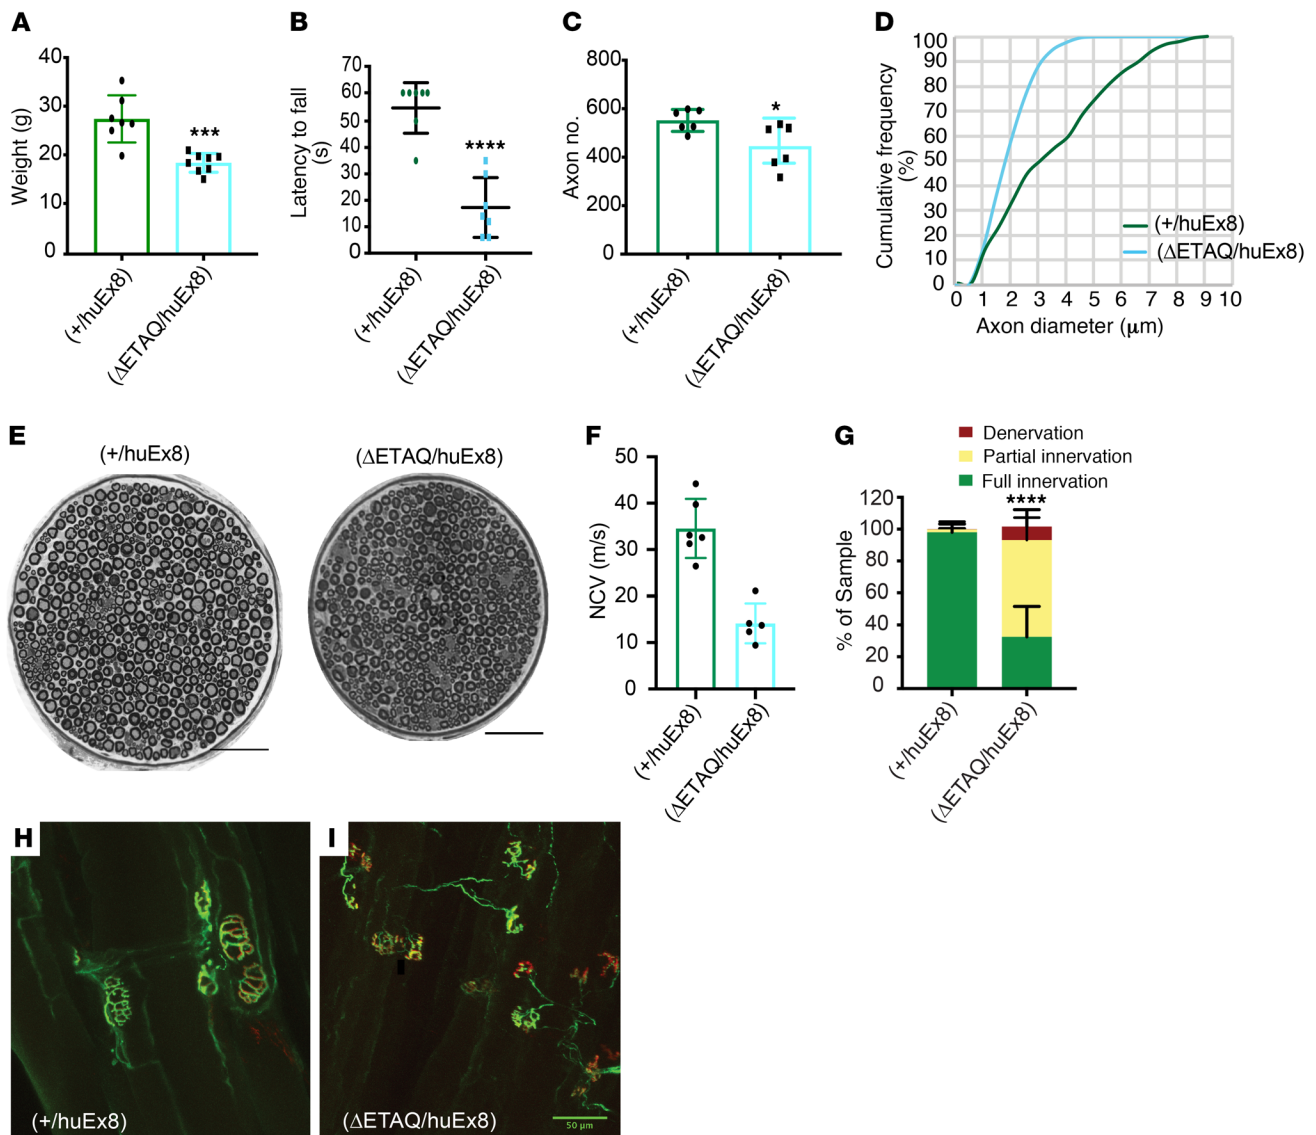 A
Weight (g)
40
30
20
10
0
***
(+/huEx8)
(ΔETAQ/huEx8)
B
Latency to fall
(s)
70
60
50
40
30
20
10
0
****
(+/huEx8)
(ΔETAQ/huEx8)
C
Axon no.
800
600
400
200
0
*
(+/huEx8)
(ΔETAQ/huEx8)
D
Cumulative frequency
(%)
100
90
80
70
60
50
40
30
20
10
0
(+/huEx8)
(ΔETAQ/huEx8)
0 1 2 3 4 5 6 7 8 9 10
Axon diameter (μm)
E
(+/huEx8)
(ΔETAQ/huEx8)
F
NCV (m/s)
50
40
30
20
10
0
(+/huEx8)
(ΔETAQ/huEx8)
G
Denervation
Partial innervation
Full innervation
% of Sample
120
100
80
60
40
20
0
****
(+/huEx8)
(ΔETAQ/huEx8)
H
(+/huEx8)
I
(ΔETAQ/huEx8)
50 μm